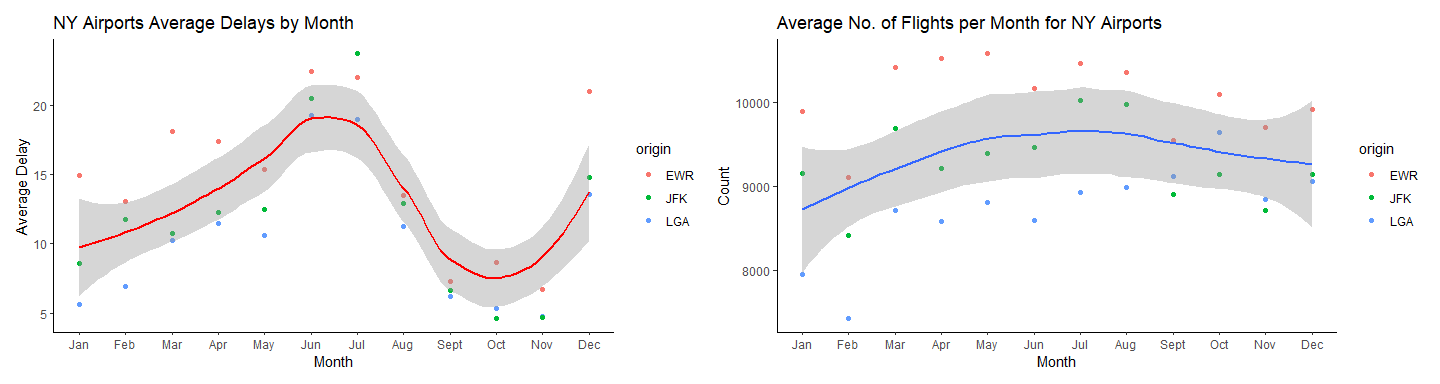 NY Airports Average Delays by Month
Average Delay
20
15
10
5
Jan Feb Mar Apr May Jun Jul Aug Sept Oct Nov Dec
Month
origin
EWR
JFK
LGA
Average No. of Flights per Month for NY Airports
Count
10000
9000
8000
Jan Feb Mar Apr May Jun Jul Aug Sept Oct Nov Dec
Month
origin
EWR
JFK
LGA